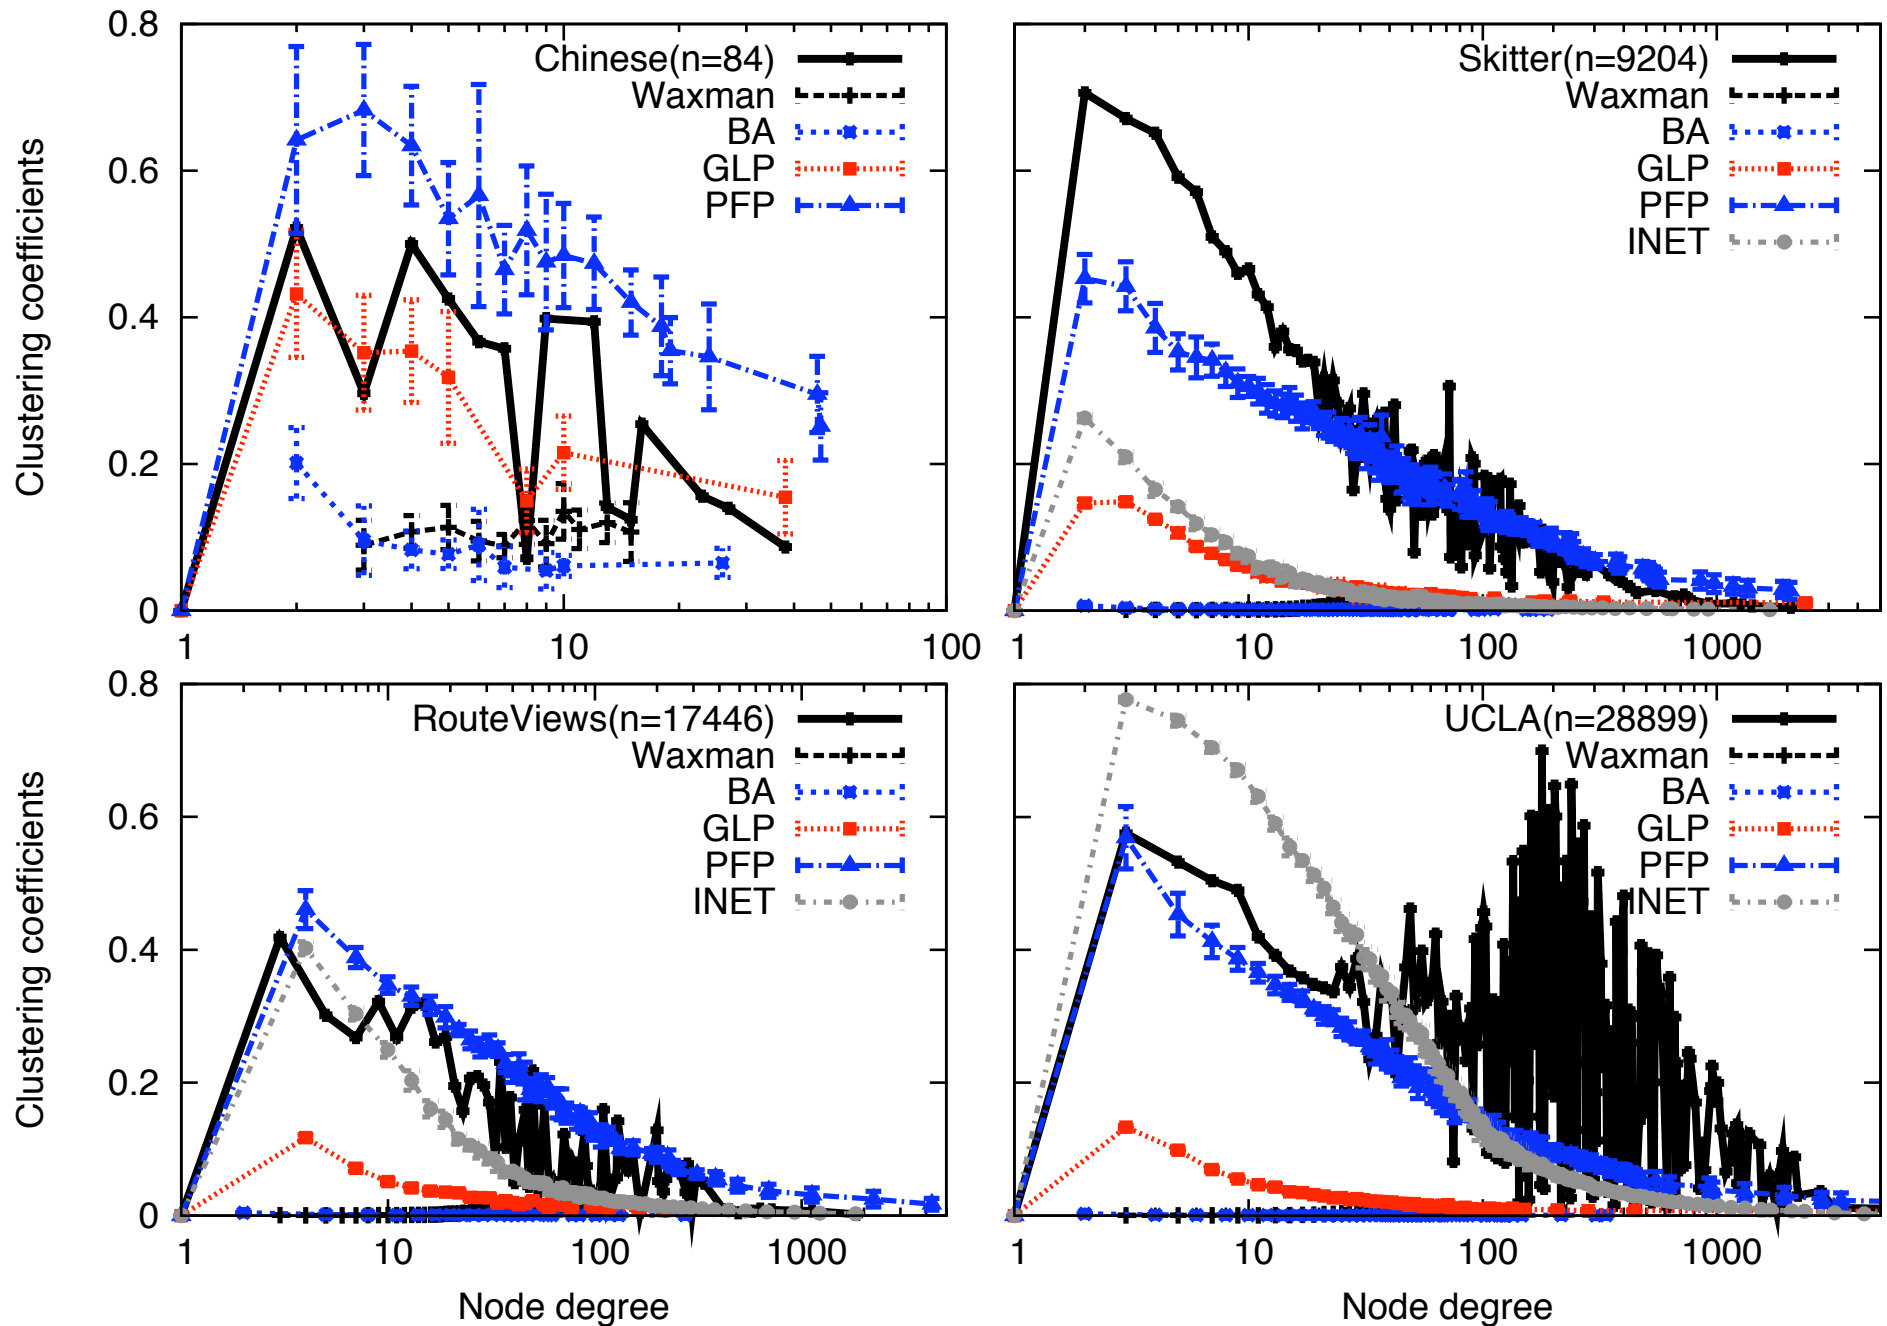 Clustering coefficients
0.8
0.6
0.4
0.2
0
Chinese(n=84)
Waxman
BA
GLP
PFP
1 10 100
Skitter(n=9204)
Waxman
BA
GLP
PFP
INET
1 10 100 1000
Clustering coefficients
0.8
0.6
0.4
0.2
0
RouteViews(n=17446)
Waxman
BA
GLP
PFP
INET
1 10 100 1000
Node degree
UCLA(n=28899)
Waxman
BA
GLP
PFP
INET
1 10 100 1000
Node degree